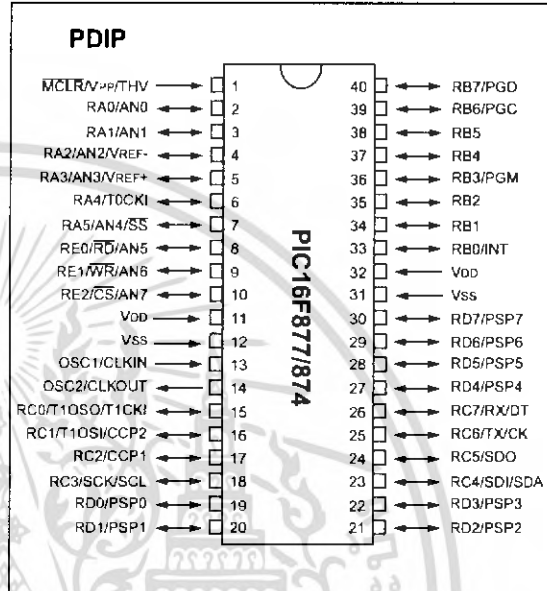 PDIP
MCLR/VPP/THV 1
RA0/AN0 2
RA1/AN1 3
RA2/AN2/VREF- 4
RA3/AN3/VREF+ 5
RA4/T0CKI 6
RA5/AN4/SS 7
RE0/RD/AN5 8
RE1/WR/AN6 9
RE2/CS/AN7 10
VDD 11
VSS 12
OSC1/CLKIN 13
OSC2/CLKOUT 14
RC0/T1OSO/T1CKI 15
RC1/T1OSI/CCP2 16
RC2/CCP1 17
RC3/SCK/SCL 18
RD0/PSP0 19
RD1/PSP1 20
PIC16F877/874
40 RB7/PGD
39 RB6/PGC
38 RB5
37 RB4
36 RB3/PGM
35 RB2
34 RB1
33 RB0/INT
32 VDD
31 VSS
30 RD7/PSP7
29 RD6/PSP6
28 RD5/PSP5
27 RD4/PSP4
26 RC7/RX/DT
25 RC6/TX/CK
24 RC5/SDO
23 RC4/SDI/SDA
22 RD3/PSP3
21 RD2/PSP2